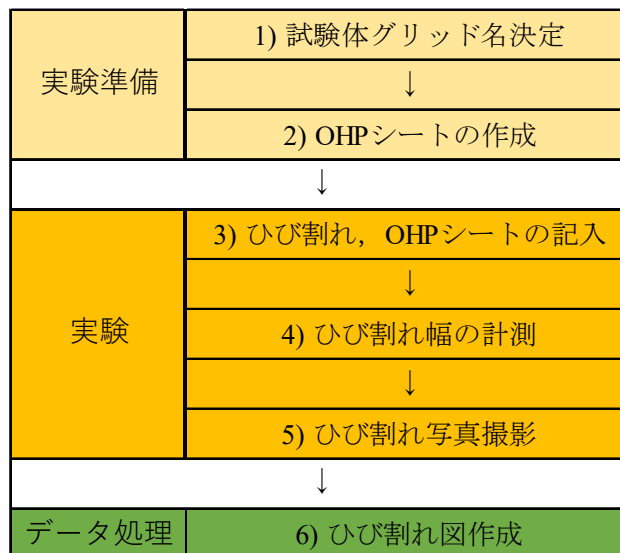 1) 試験体グリッド名決定
実験準備
↓
2) OHPシートの作成
↓
3) ひび割れ，OHPシートの記入
↓
実験
4) ひび割れ幅の計測
↓
5) ひび割れ写真撮影
↓
データ処理
6) ひび割れ図作成